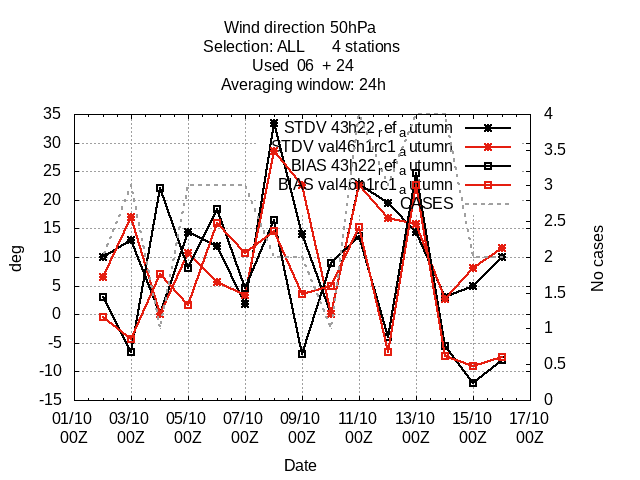 Wind direction 50hPa
Selection: ALL 4 stations
Used 06 + 24
Averaging window: 24h
35 4
STDV 43h22_ref_autumn
30 3.5
STDV val46h1rc1_autumn
25 3
BIAS 43h22_ref_autumn
BIAS val46h1rc1_autumn
20 2.5
CASES
15
10 2
5 1.5
0 1
-5
-10 0.5
-15 0
deg
No cases
01/10 03/10 05/10 07/10 09/10 11/10 13/10 15/10 17/10
00Z 00Z 00Z 00Z 00Z 00Z 00Z 00Z 00Z
Date